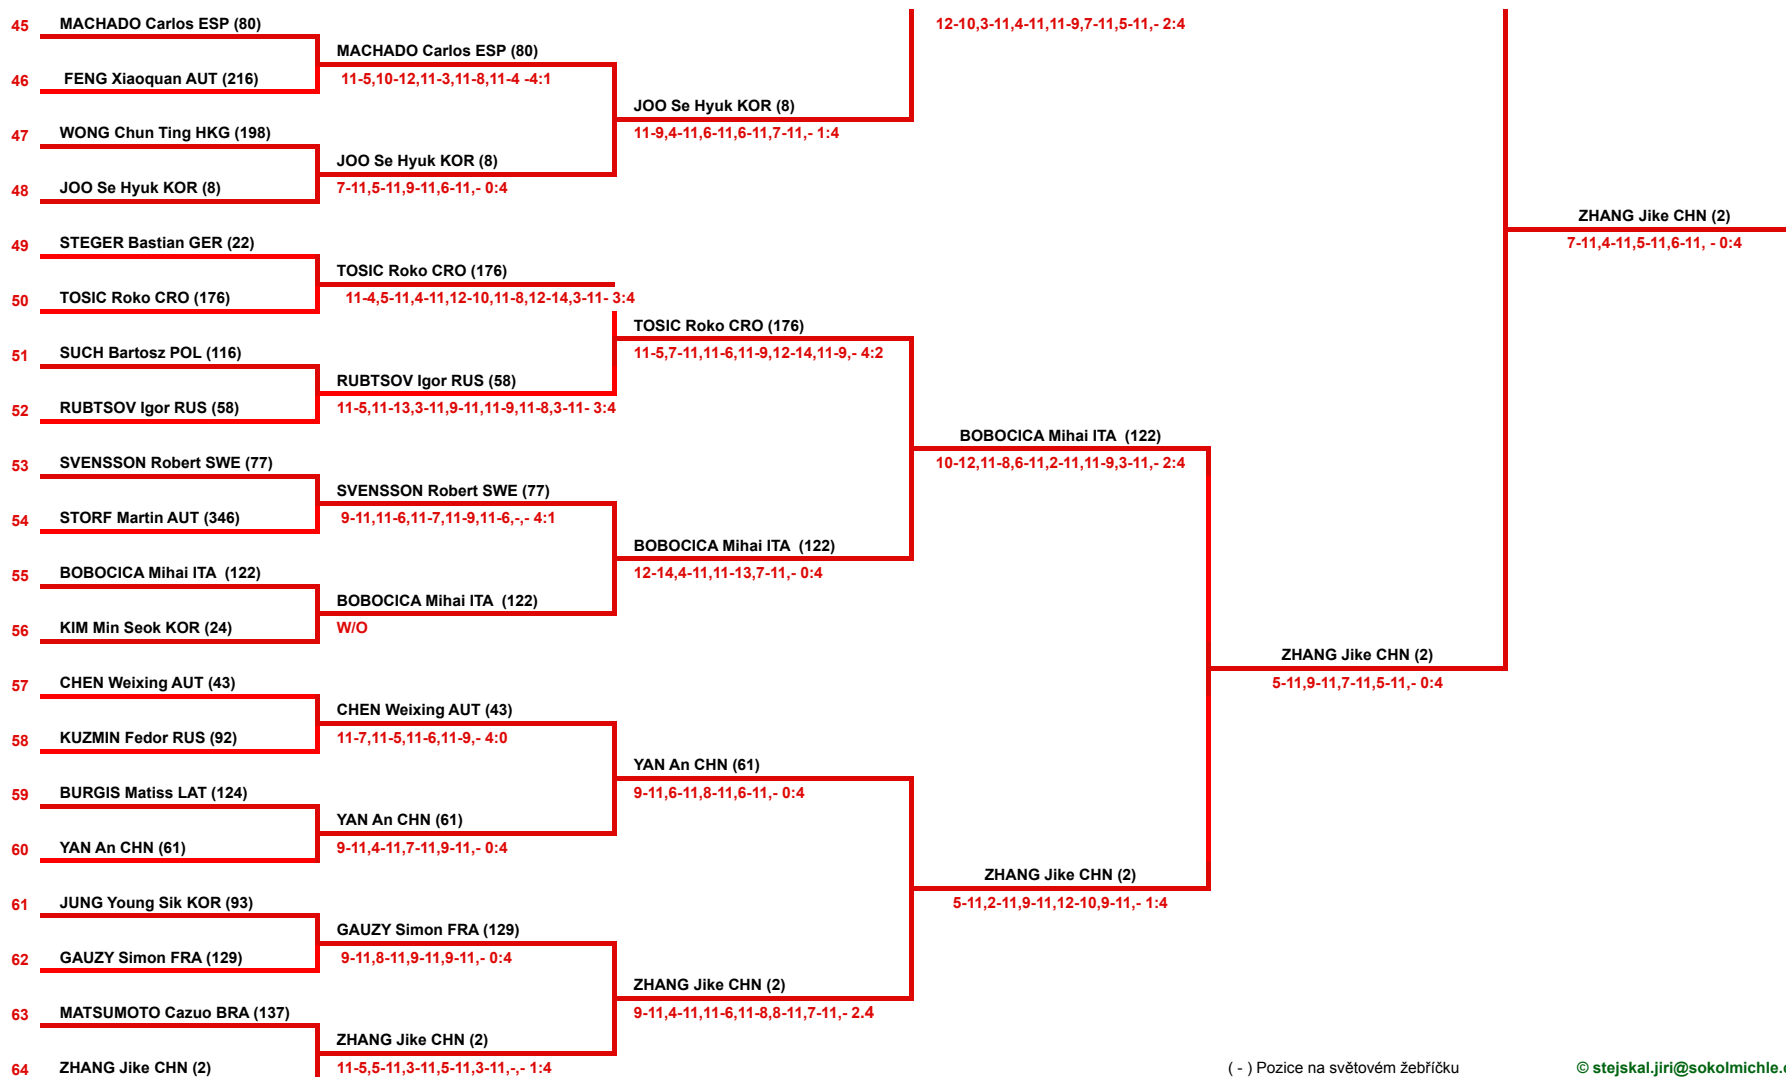 45 MACHADO Carlos ESP (80)
12-10,3-11,4-11,11-9,7-11,5-11,- 2:4
MACHADO Carlos ESP (80)
46 FENG Xiaoquan AUT (216)
11-5,10-12,11-3,11-8,11-4 -4:1
JOO Se Hyuk KOR (8)
47 WONG Chun Ting HKG (198)
11-9,4-11,6-11,6-11,7-11,- 1:4
JOO Se Hyuk KOR (8)
48 JOO Se Hyuk KOR (8)
7-11,5-11,9-11,6-11,- 0:4
ZHANG Jike CHN (2)
49 STEGER Bastian GER (22)
7-11,4-11,5-11,6-11, - 0:4
TOSIC Roko CRO (176)
50 TOSIC Roko CRO (176)
11-4,5-11,4-11,12-10,11-8,12-14,3-11- 3:4
TOSIC Roko CRO (176)
51 SUCH Bartosz POL (116)
11-5,7-11,11-6,11-9,12-14,11-9,- 4:2
RUBTSOV Igor RUS (58)
52 RUBTSOV Igor RUS (58)
11-5,11-13,3-11,9-11,11-9,11-8,3-11- 3:4
BOBOCICA Mihai ITA (122)
53 SVENSSON Robert SWE (77)
10-12,11-8,6-11,2-11,11-9,3-11,- 2:4
SVENSSON Robert SWE (77)
54 STORF Martin AUT (346)
9-11,11-6,11-7,11-9,11-6,-,- 4:1
BOBOCICA Mihai ITA (122)
55 BOBOCICA Mihai ITA (122)
12-14,4-11,11-13,7-11,- 0:4
BOBOCICA Mihai ITA (122)
56 KIM Min Seok KOR (24)
W/O
ZHANG Jike CHN (2)
57 CHEN Weixing AUT (43)
5-11,9-11,7-11,5-11,- 0:4
CHEN Weixing AUT (43)
58 KUZMIN Fedor RUS (92)
11-7,11-5,11-6,11-9,- 4:0
YAN An CHN (61)
59 BURGIS Matiss LAT (124)
9-11,6-11,8-11,6-11,- 0:4
YAN An CHN (61)
60 YAN An CHN (61)
9-11,4-11,7-11,9-11,- 0:4
ZHANG Jike CHN (2)
61 JUNG Young Sik KOR (93)
5-11,2-11,9-11,12-10,9-11,- 1:4
GAUZY Simon FRA (129)
62 GAUZY Simon FRA (129)
9-11,8-11,9-11,9-11,- 0:4
ZHANG Jike CHN (2)
63 MATSUMOTO Cazuo BRA (137)
9-11,4-11,11-6,11-8,8-11,7-11,- 2.4
ZHANG Jike CHN (2)
64 ZHANG Jike CHN (2)
11-5,5-11,3-11,5-11,3-11,-,- 1:4
( - ) Pozice na světovém žebříčku
© stejskal.jiri@sokolmichle.